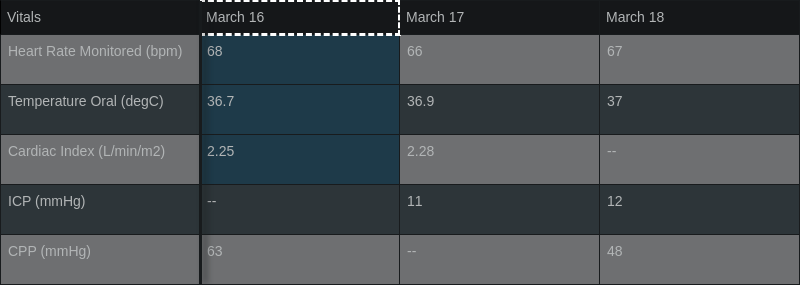 Vitals March 16 March 17 March 18
Heart Rate Monitored (bpm) 68 66 67
Temperature Oral (degC) 36.7 36.9 37
Cardiac Index (L/min/m2) 2.25 2.28 --
ICP (mmHg) -- 11 12
CPP (mmHg) 63 -- 48